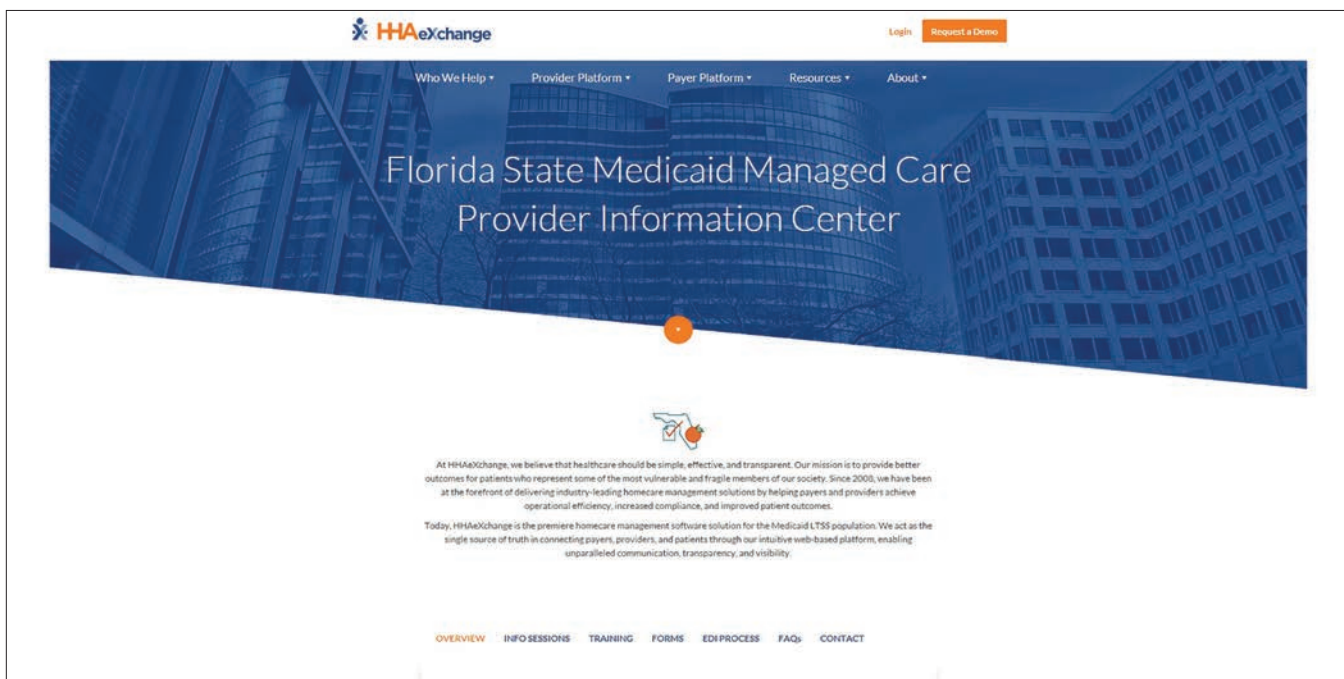 HHAeXchange
Login
Request a Demo
Who We Help
Provider Platform
Payer Platform
Resources
About
Florida State Medicaid Managed Care
Provider Information Center
At HHAeXchange, we believe that healthcare should be simple, effective, and transparent. Our mission is to provide better
outcomes for patients who represent some of the most vulnerable and fragile members of our society. Since 2008, we have been
at the forefront of delivering industry-leading homecare management solutions by helping payers and providers achieve
operational efficiency, increased compliance, and improved patient outcomes.
Today, HHAeXchange is the premiere homecare management software solution for the Medicaid LTSS population. We act as the
single source of truth in connecting payers, providers, and patients through our intuitive web-based platform, enabling
unparalleled communication, transparency, and visibility.
OVERVIEW
INFO SESSIONS
TRAINING
FORMS
EDI PROCESS
FAQs
CONTACT